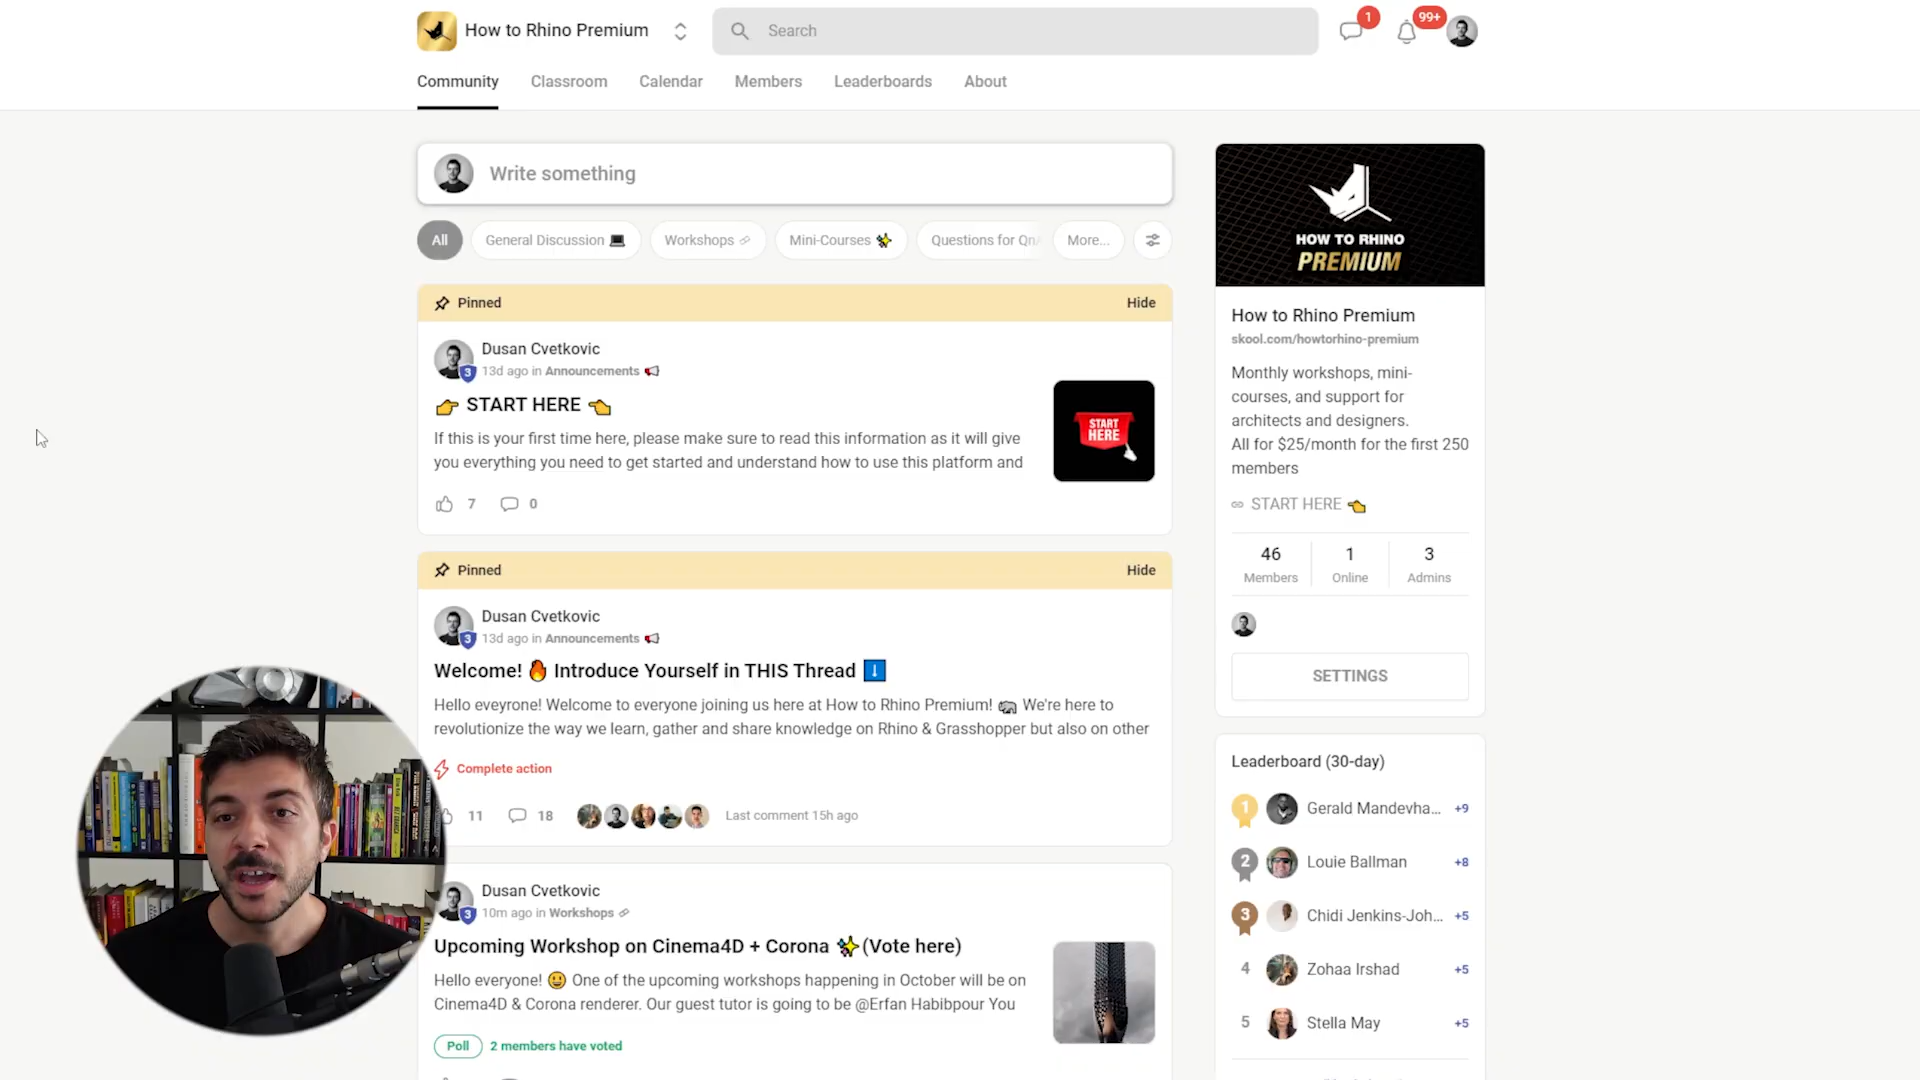 How to Rhino Premium
Search
1
99+
Community
Classroom
Calendar
Members
Leaderboards
About
Write something
All
General Discussion 💻
Workshops
Mini-Courses ✨
Questions for Qn
More...
Pinned
Hide
Dusan Cvetkovic
3
13d ago in Announcements 📢
👉 START HERE 👈
If this is your first time here, please make sure to read this information as it will give
you everything you need to get started and understand how to use this platform and
START
HERE
7
0
Pinned
Hide
Dusan Cvetkovic
3
13d ago in Announcements 📢
Welcome! 🔥 Introduce Yourself in THIS Thread ⬇️
Hello eveyrone! Welcome to everyone joining us here at How to Rhino Premium! 🦏 We're here to
revolutionize the way we learn, gather and share knowledge on Rhino & Grasshopper but also on other
Complete action
11
18
Last comment 15h ago
Dusan Cvetkovic
3
10m ago in Workshops
Upcoming Workshop on Cinema4D + Corona ✨(Vote here)
Hello everyone! 😀 One of the upcoming workshops happening in October will be on
Cinema4D & Corona renderer. Our guest tutor is going to be @Erfan Habibpour You
Poll
2 members have voted
HOW TO RHINO
PREMIUM
How to Rhino Premium
skool.com/howtorhino-premium
Monthly workshops, mini-
courses, and support for
architects and designers.
All for $25/month for the first 250
members
START HERE 👈
46
Members
1
Online
3
Admins
SETTINGS
Leaderboard (30-day)
1 Gerald Mandevha... +9
2 Louie Ballman +8
3 Chidi Jenkins-Joh... +5
4 Zohaa Irshad +5
5 Stella May +5